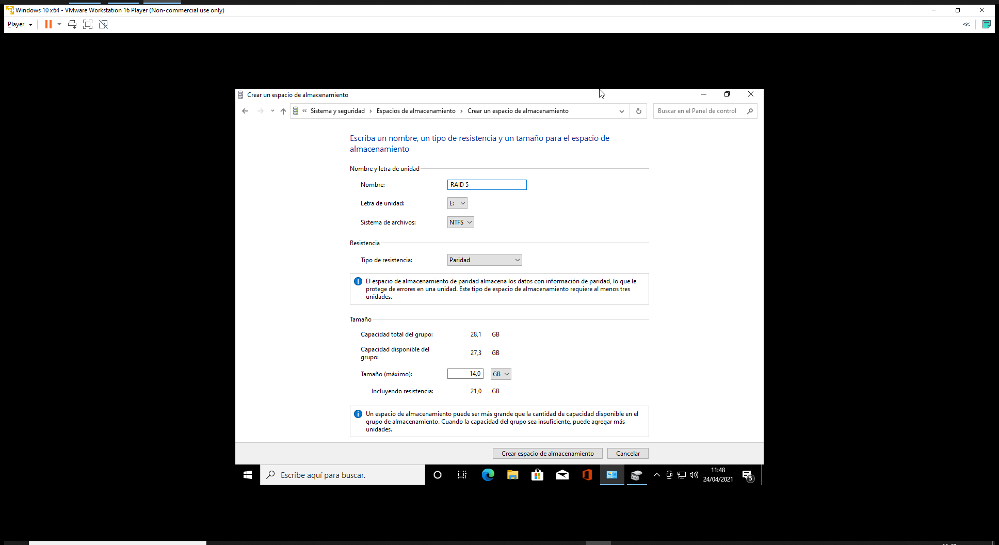 Windows 10 x64 - VMware Workstation 16 Player (Non-commercial use only)
Player
Crear un espacio de almacenamiento
« Sistema y seguridad › Espacios de almacenamiento › Crear un espacio de almacenamiento
Buscar en el Panel de control
Escriba un nombre, un tipo de resistencia y un tamaño para el espacio de
almacenamiento
Nombre y letra de unidad
Nombre: RAID 5
Letra de unidad: E:
Sistema de archivos: NTFS
Resistencia
Tipo de resistencia: Paridad
El espacio de almacenamiento de paridad almacena los datos con información de paridad, lo que le
protege de errores en una unidad. Este tipo de espacio de almacenamiento requiere al menos tres
unidades.
Tamaño
Capacidad total del grupo: 28,1 GB
Capacidad disponible del
grupo: 27,3 GB
Tamaño (máximo): 14,0 GB
Incluyendo resistencia: 21,0 GB
Un espacio de almacenamiento puede ser más grande que la cantidad de capacidad disponible en el
grupo de almacenamiento. Cuando la capacidad del grupo sea insuficiente, puede agregar más
unidades.
Crear espacio de almacenamiento Cancelar
Escribe aquí para buscar.
11:48
24/04/2021
5